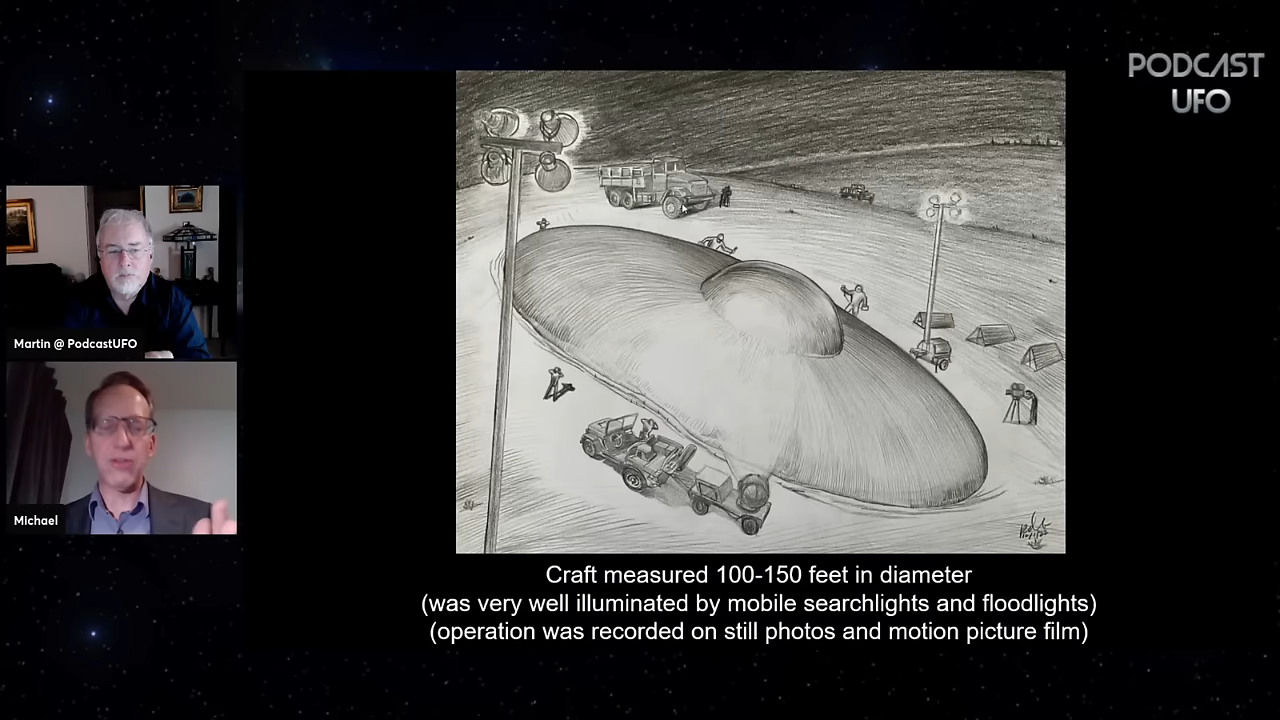 PODCAST
UFO
Martin @ PodcastUFO
Michael
Craft measured 100-150 feet in diameter
(was very well illuminated by mobile searchlights and floodlights)
(operation was recorded on still photos and motion picture film)